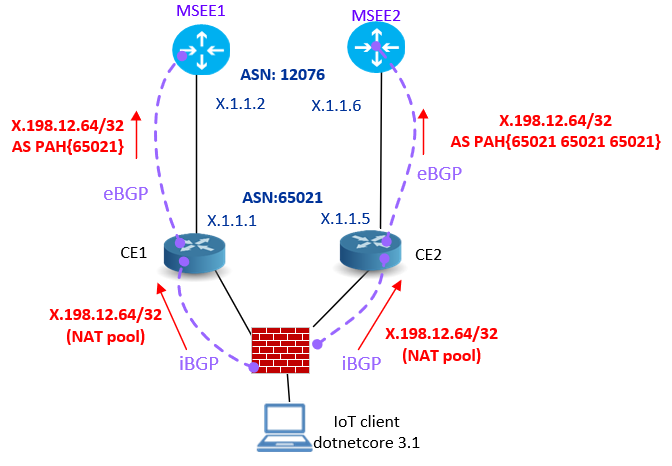 MSEE1
MSEE2
ASN: 12076
X.1.1.2
X.1.1.6
X.198.12.64/32
AS PAH{65021}
X.198.12.64/32
AS PAH{65021 65021 65021}
eBGP
eBGP
ASN:65021
X.1.1.1
X.1.1.5
CE1
CE2
X.198.12.64/32
(NAT pool)
X.198.12.64/32
(NAT pool)
iBGP
iBGP
IoT client
dotnetcore 3.1